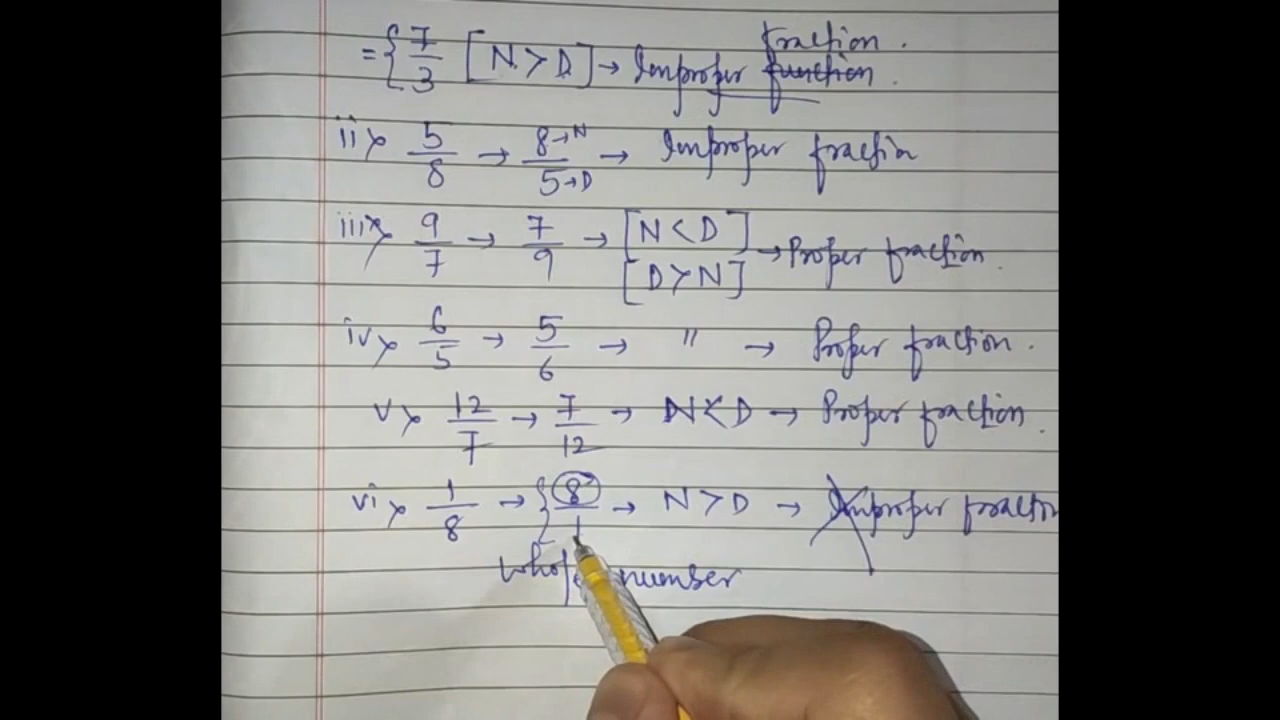 fraction.
= { 7/3 [N > D] → Improper function.
ii> 5/8 → 8→N/5→D → Improper fraction
iii> 9/7 → 7/9 → [N < D] [D > N] → Proper fraction.
iv> 6/5 → 5/6 → " → Proper fraction.
v> 12/7 → 7/12 → N < D → Proper fraction.
vi> 1/8 → { 8/1 → N > D → Improper fraction
whole number